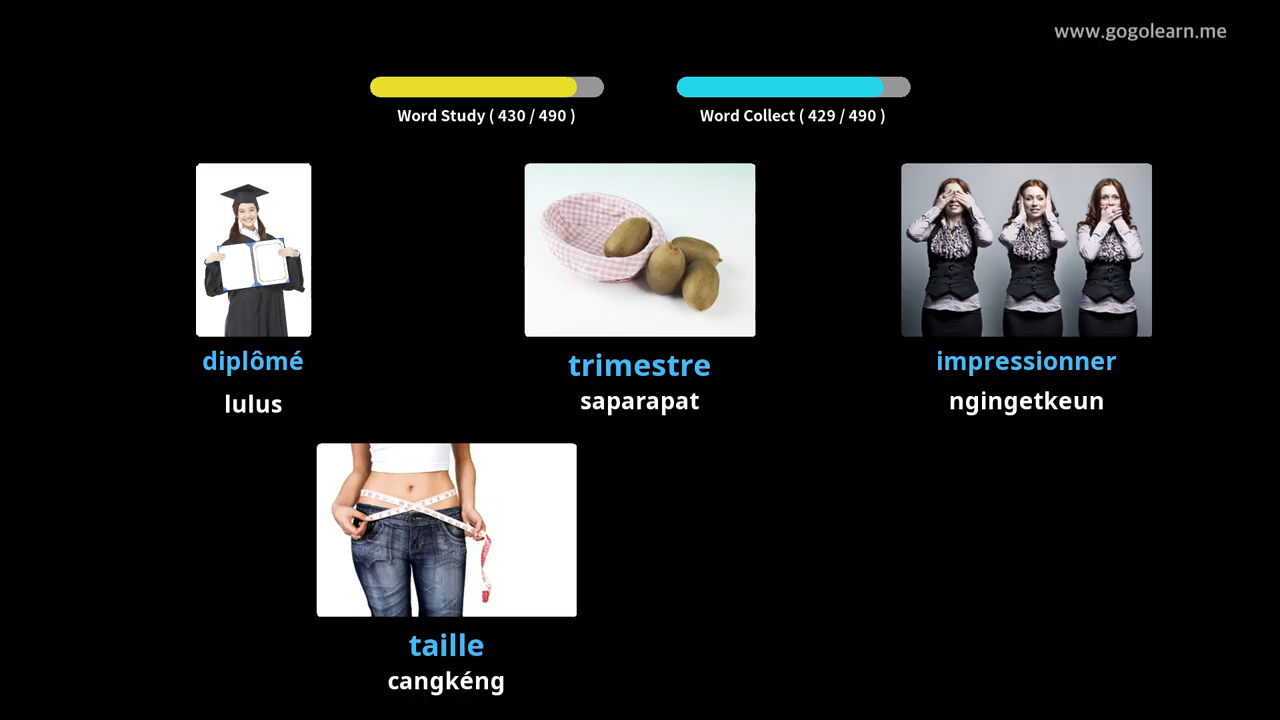 www.gogolearn.me
Word Study ( 430 / 490 )
Word Collect ( 429 / 490 )
diplômé
lulus
trimestre
saparapat
impressionner
ngingetkeun
taille
cangkéng